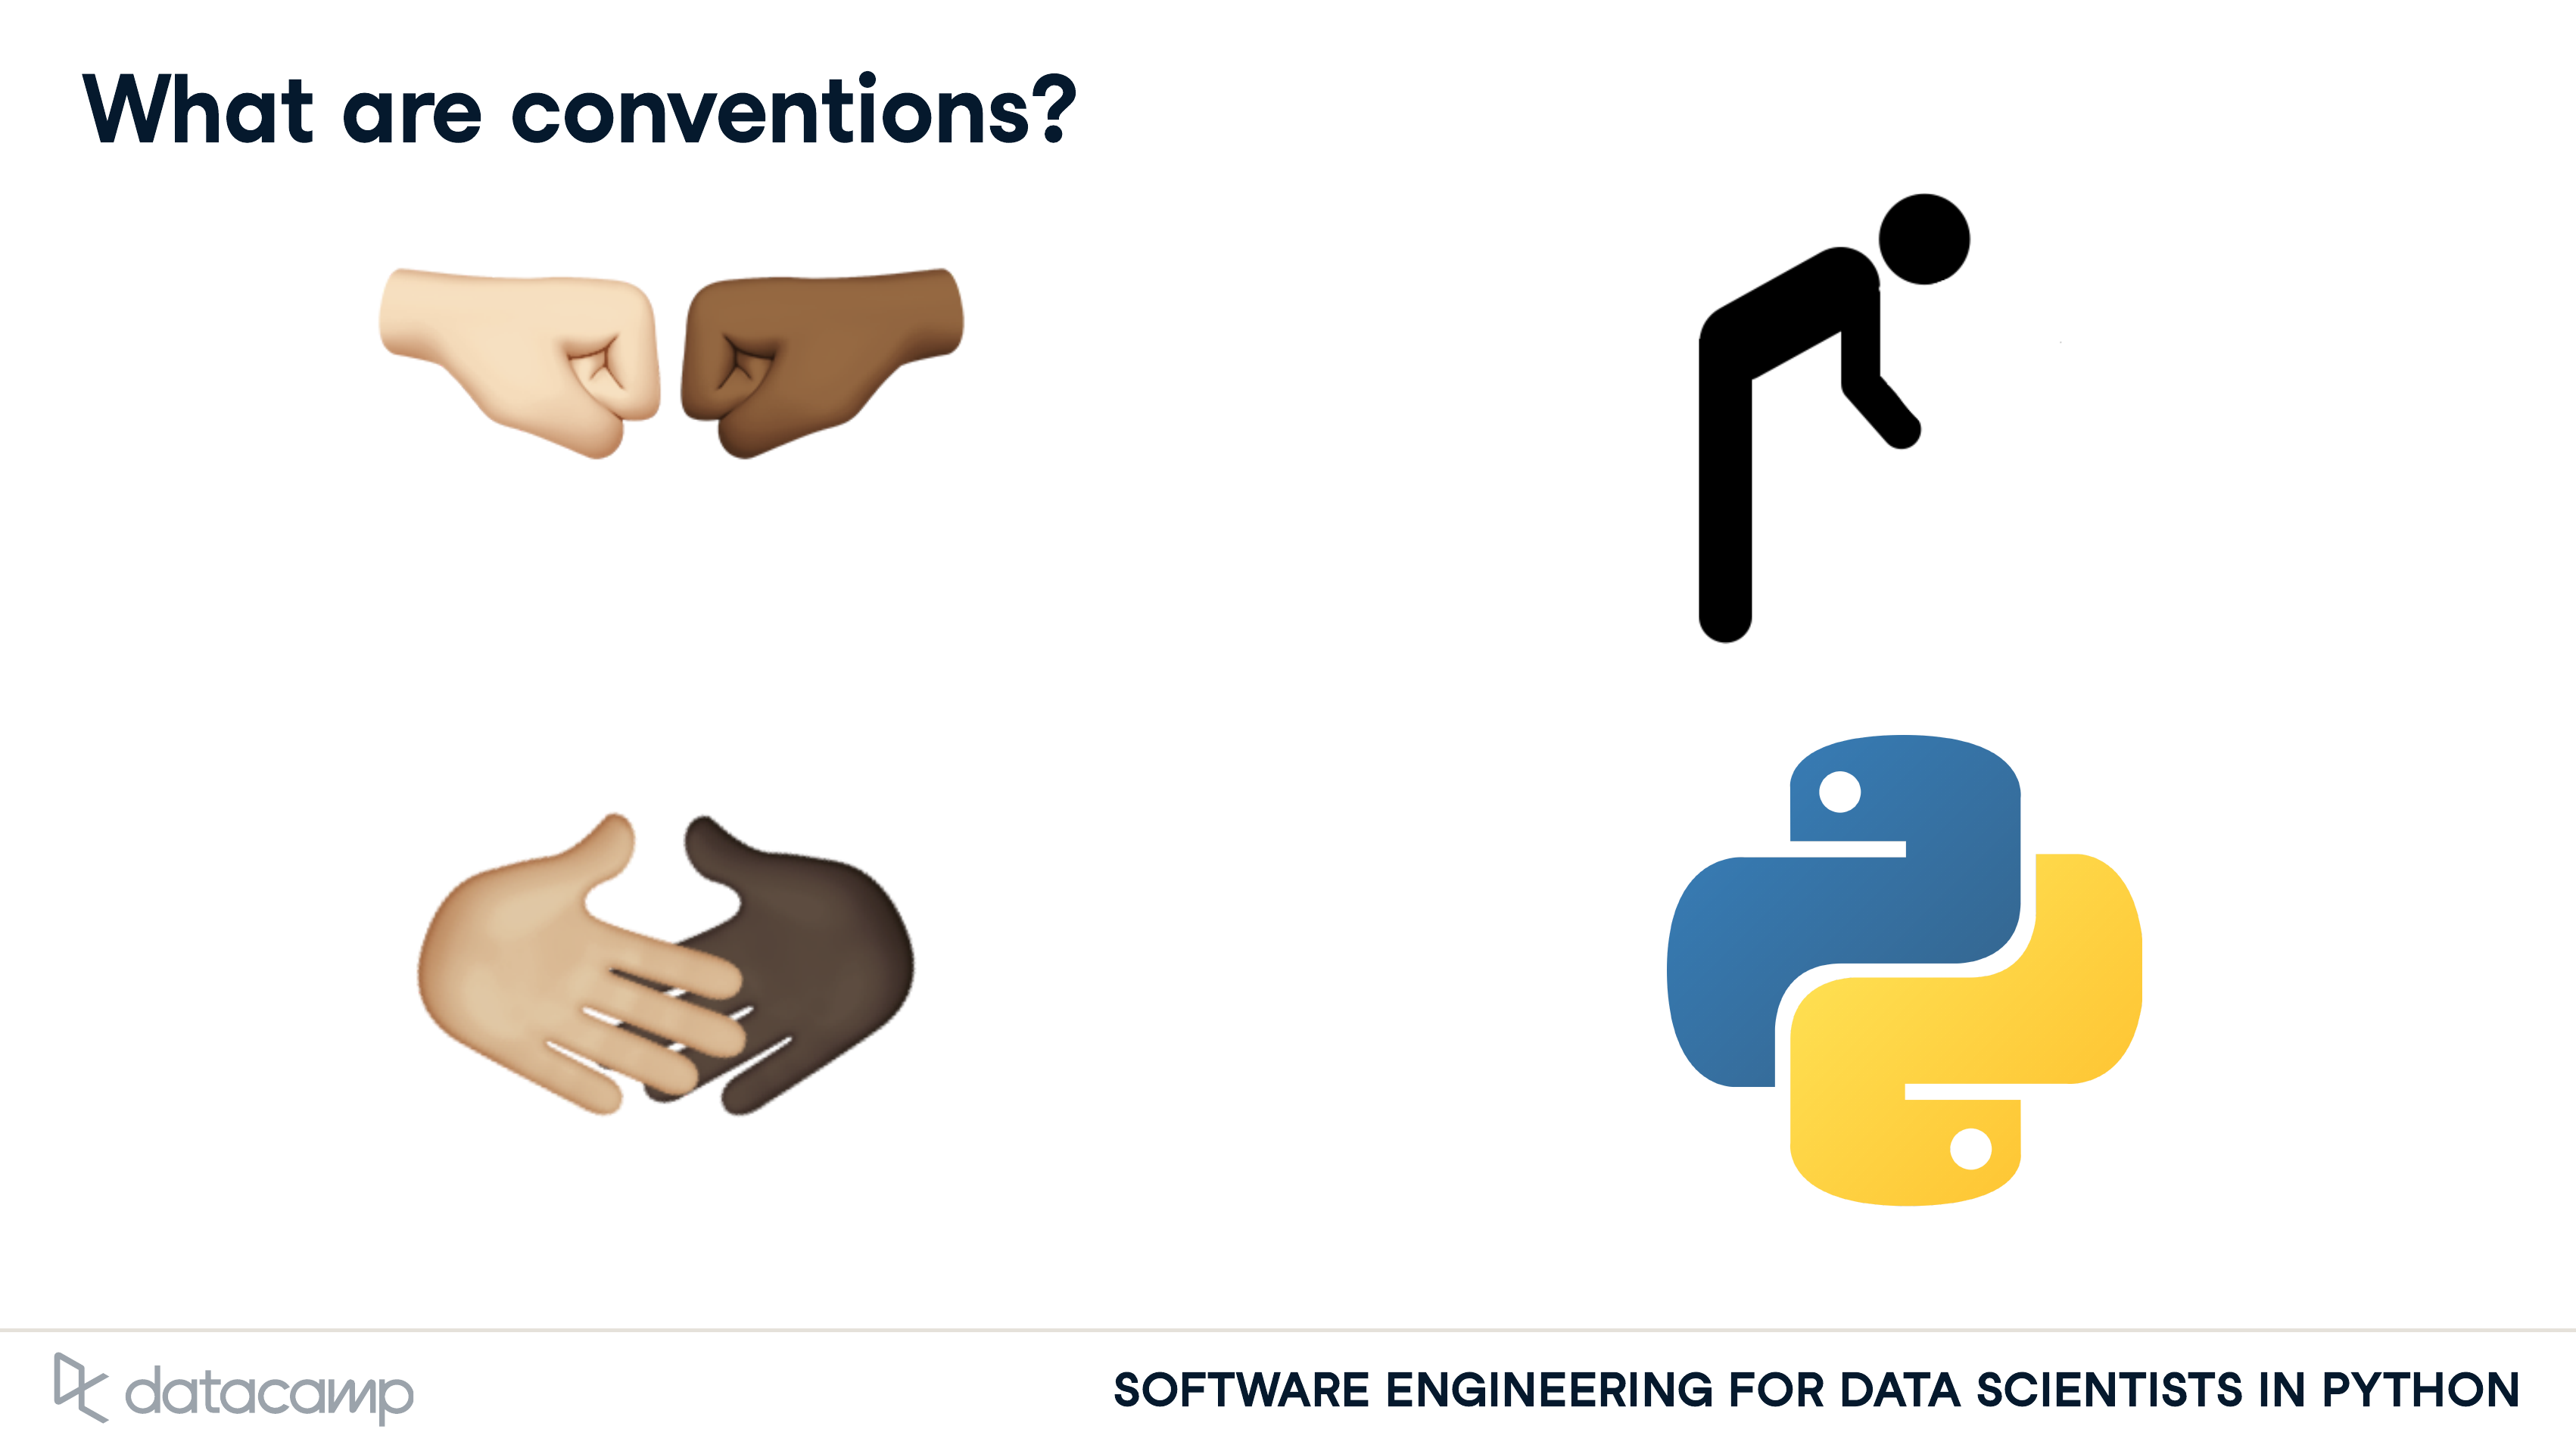 What are conventions?
datacamp
SOFTWARE ENGINEERING FOR DATA SCIENTISTS IN PYTHON